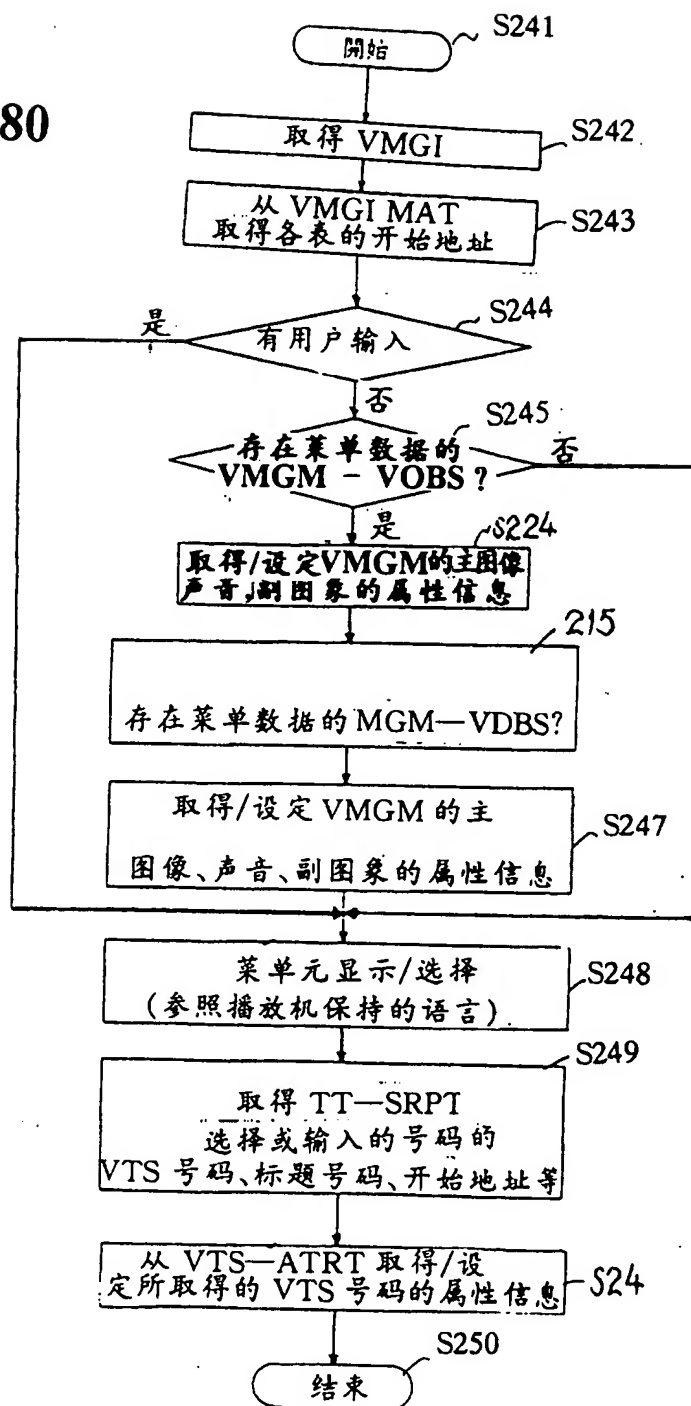 開始
S241
80
取得 VMGI
S242
从 VMGI MAT
取得各表的开始地址
S243
是
有用户输入
S244
否
S245
存在菜单数据的
VMGM - VOBS?
否
是
S224
取得/设定VMGM的主图像
声音,副图象的属性信息
215
存在菜单数据的MGM—VDBS?
取得/设定 VMGM 的主
图像、声音、副图象的属性信息
S247
菜单元显示/选择
(参照播放机保持的语言)
S248
S249
取得 TT—SRPT
选择或输入的号码的
VTS 号码、标题号码、开始地址等
从 VTS—ATRT 取得/设
定所取得的 VTS 号码的属性信息
S24
S250
结束